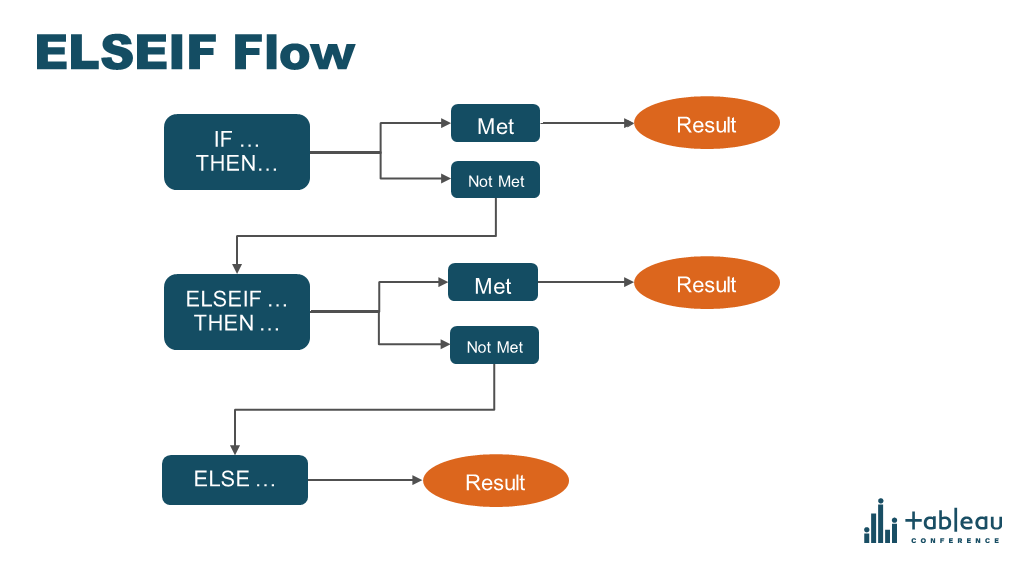 ELSEIF Flow
IF …
THEN…
Met
Result
Not Met
ELSEIF …
THEN …
Met
Result
Not Met
ELSE …
Result
+ableau
CONFERENCE